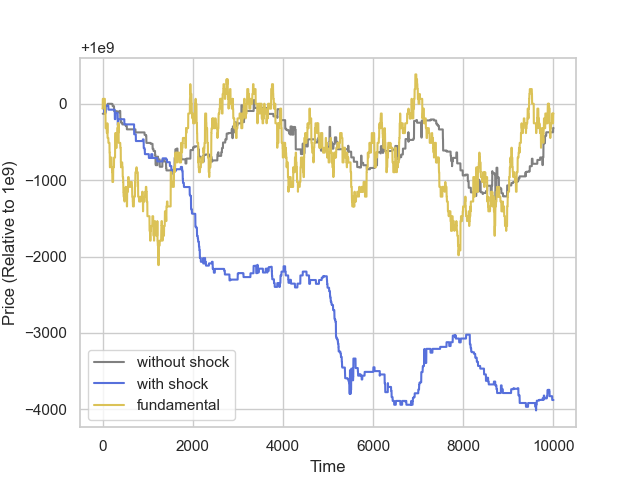 +1e9
0
−1000
−2000
−3000
−4000
Price (Relative to 1e9)
without shock
with shock
fundamental
0
2000
4000
6000
8000
10000
Time